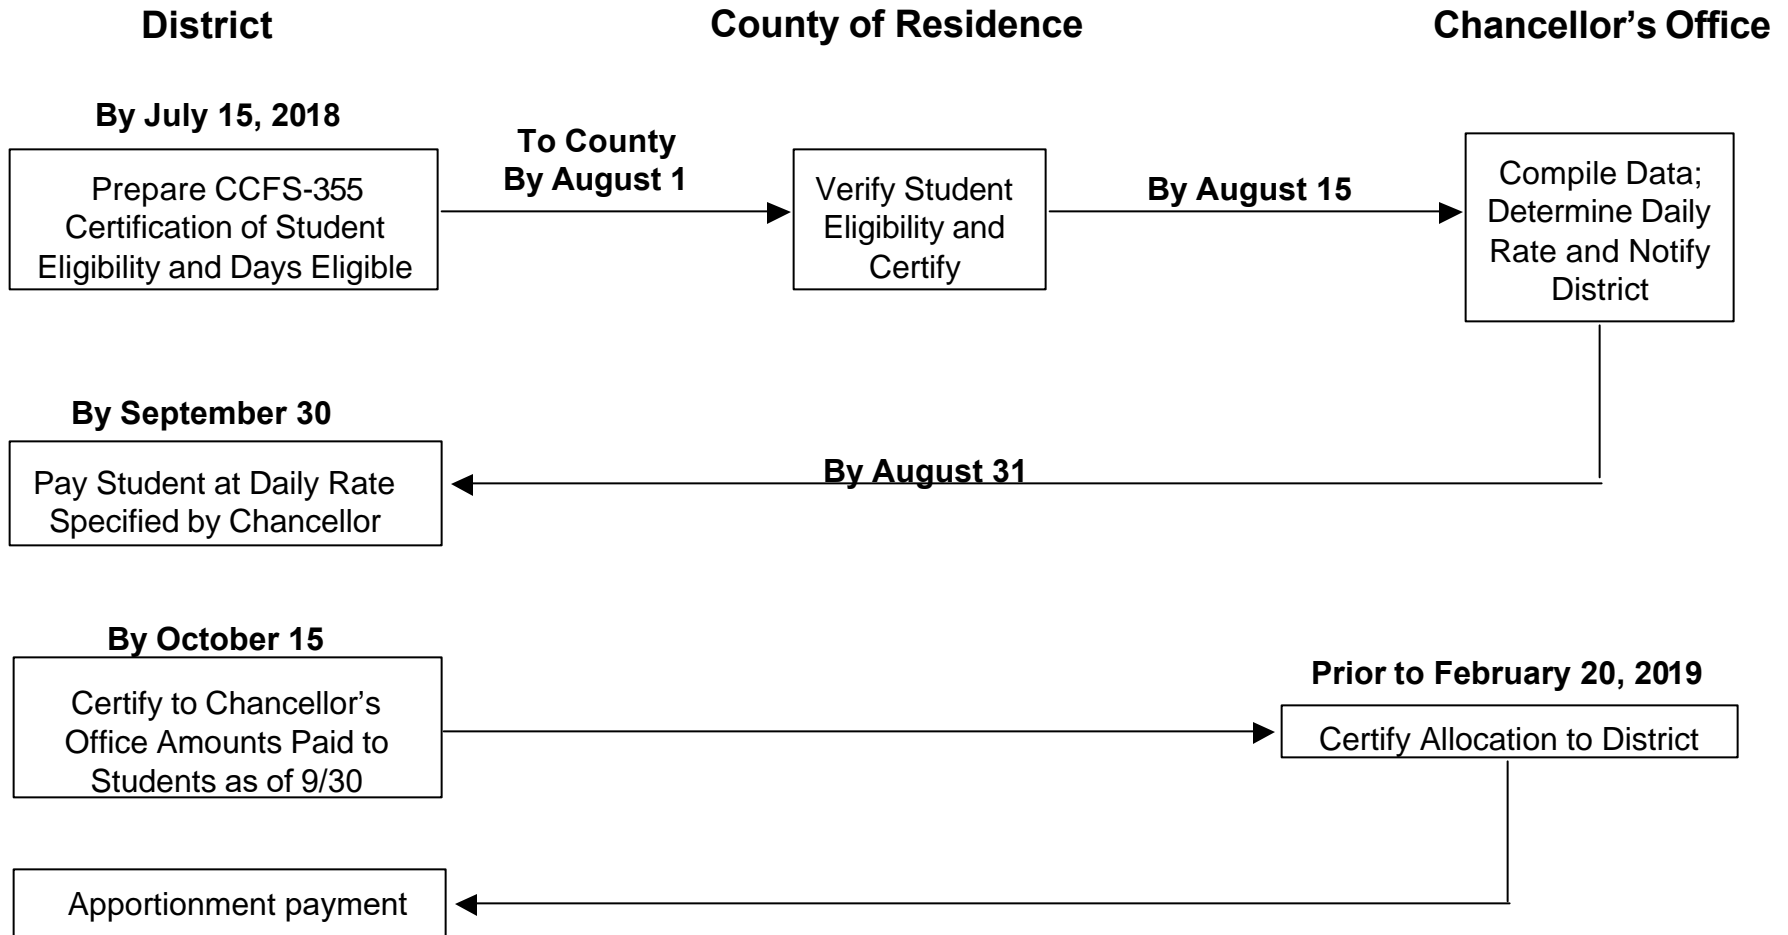 District
County of Residence
Chancellor’s Office
By July 15, 2018
Prepare CCFS-355
Certification of Student
Eligibility and Days Eligible
To County
By August 1
Verify Student
Eligibility and
Certify
By August 15
Compile Data;
Determine Daily
Rate and Notify
District
By September 30
Pay Student at Daily Rate
Specified by Chancellor
By August 31
By October 15
Certify to Chancellor’s
Office Amounts Paid to
Students as of 9/30
Prior to February 20, 2019
Certify Allocation to District
Apportionment payment